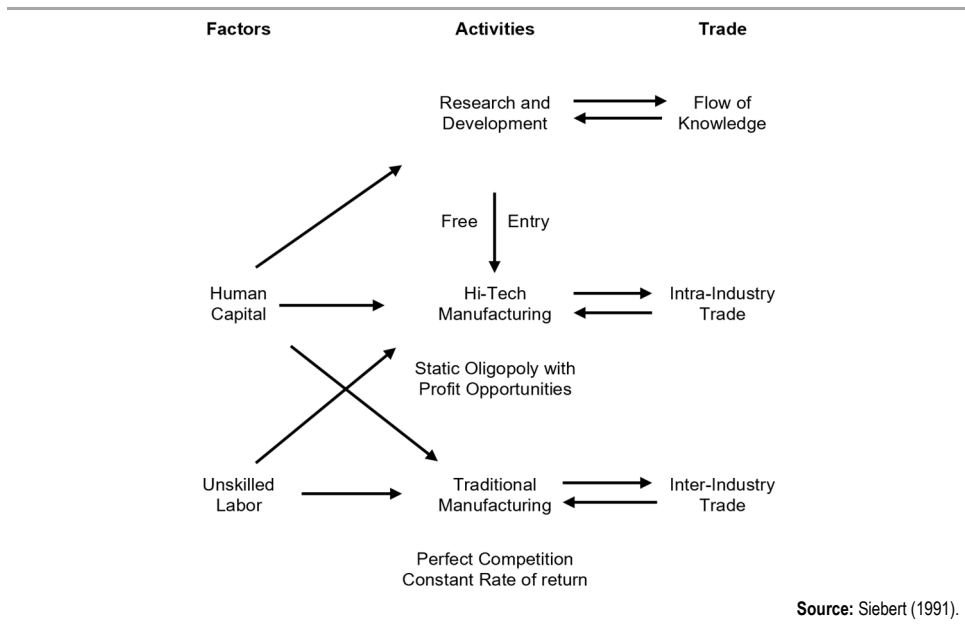 Factors
Activities
Trade
Research and
Development
Flow of
Knowledge
Free
Entry
Human
Capital
Hi-Tech
Manufacturing
Intra-Industry
Trade
Static Oligopoly with
Profit Opportunities
Unskilled
Labor
Traditional
Manufacturing
Inter-Industry
Trade
Perfect Competition
Constant Rate of return
Source: Siebert (1991).